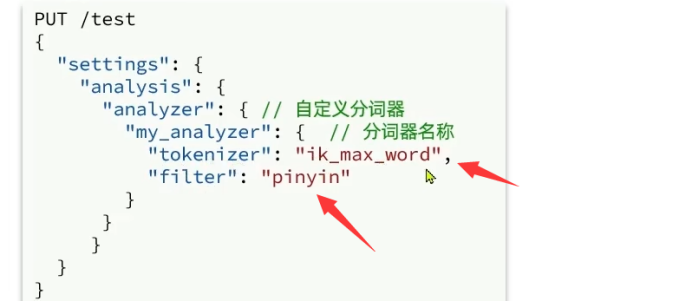 PUT /test
{
"settings": {
"analysis": {
"analyzer": { // 自定义分词器
"my_analyzer": { // 分词器名称
"tokenizer": "ik_max_word",
"filter": "pinyin"
}
}
}
}
}